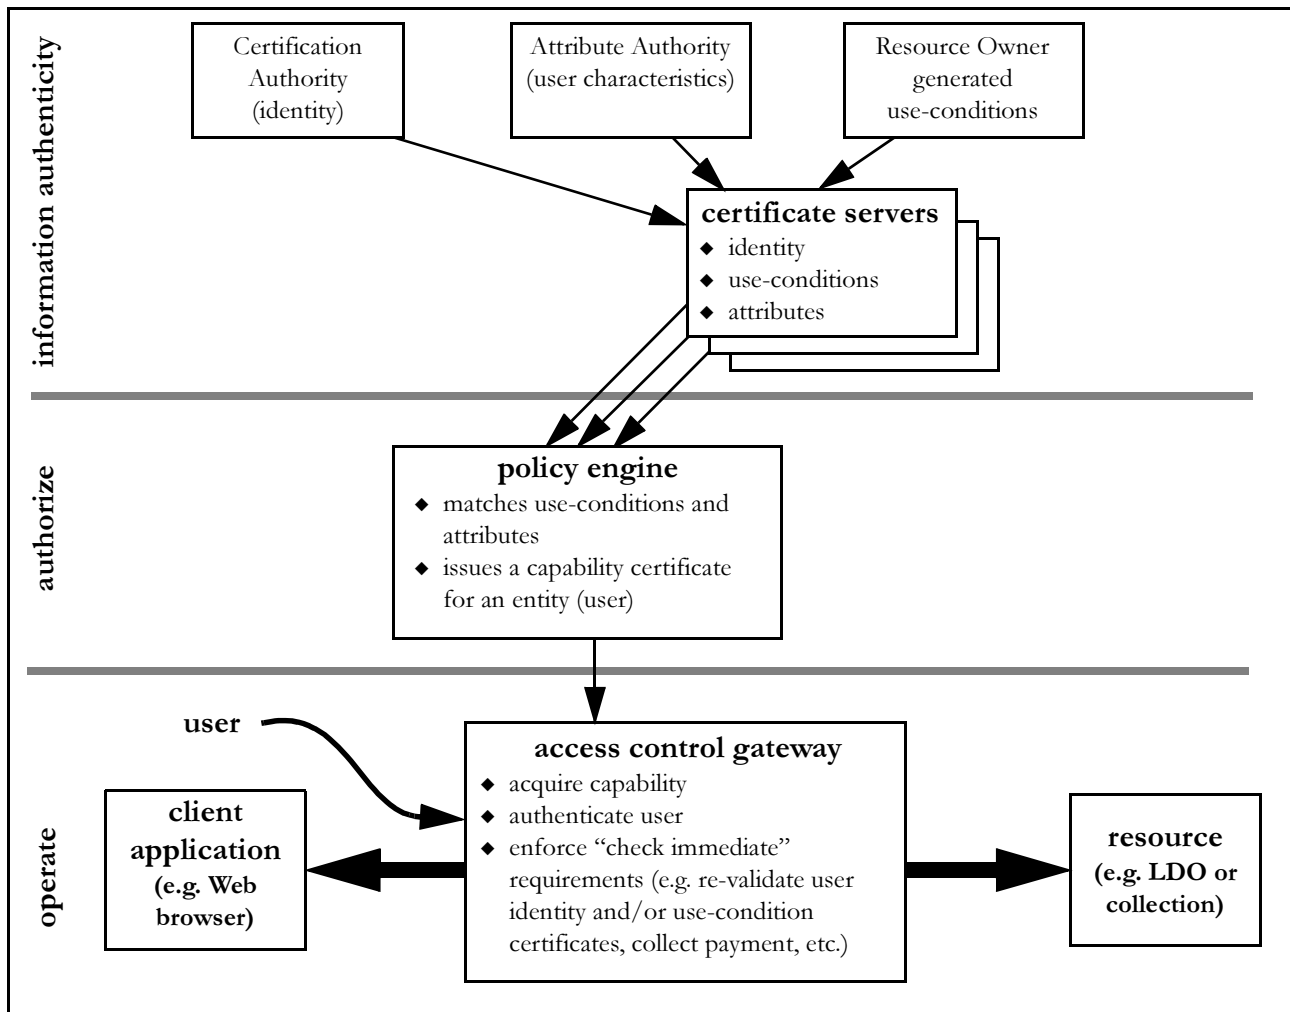 information authenticity
Certification
Authority
(identity)
Attribute Authority
(user characteristics)
Resource Owner
generated
use-conditions
certificate servers
◆ identity
◆ use-conditions
◆ attributes
authorize
policy engine
◆ matches use-conditions and
attributes
◆ issues a capability certificate
for an entity (user)
operate
user
client
application
(e.g. Web
browser)
access control gateway
◆ acquire capability
◆ authenticate user
◆ enforce “check immediate”
requirements (e.g. re-validate user
identity and/or use-condition
certificates, collect payment, etc.)
resource
(e.g. LDO or
collection)